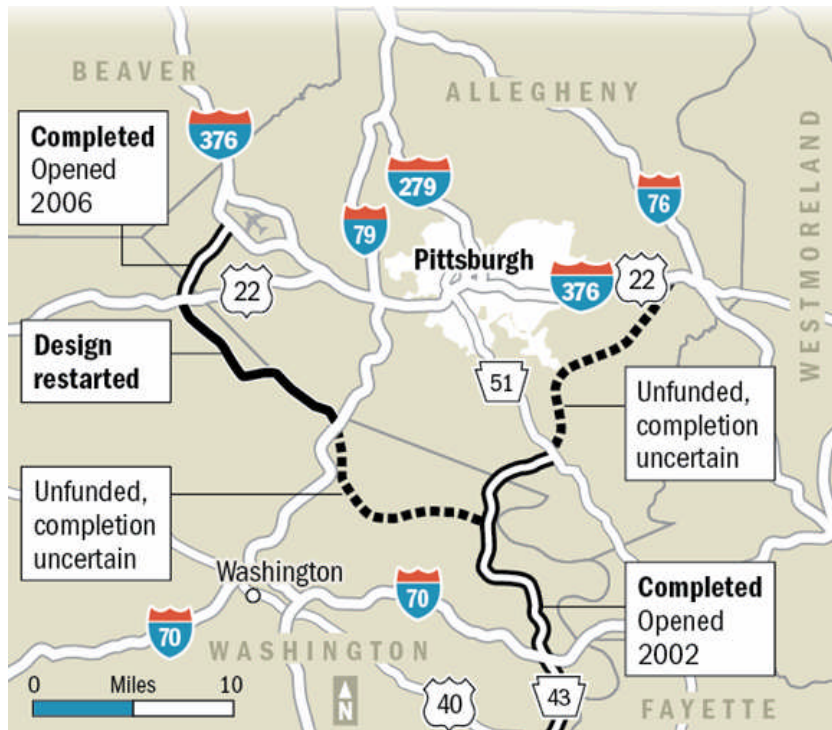 BEAVER
ALLEGHENY
WESTMORELAND
Completed
Opened
2006
376
279
79
76
Pittsburgh
376
22
22
Design
restarted
51
Unfunded,
completion
uncertain
Unfunded,
completion
uncertain
Washington
70
70
Completed
Opened
2002
WASHINGTON
0 Miles 10
N
40
43
FAYETTE